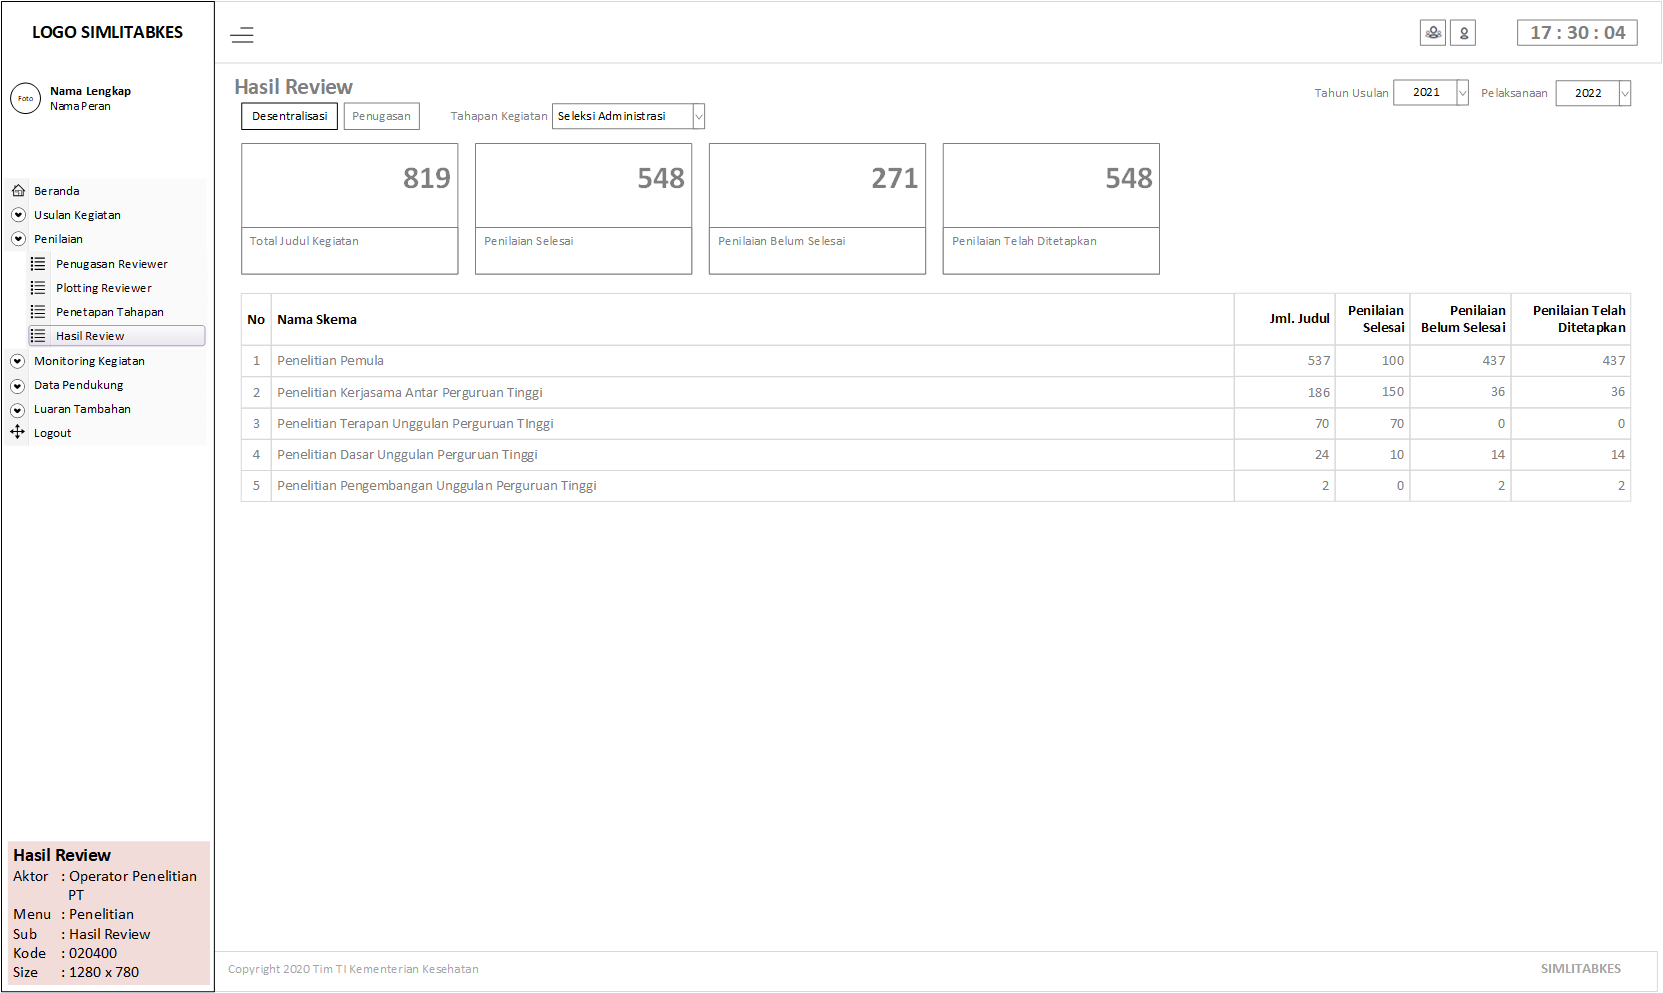 LOGO SIMLITABKES
17 : 30 : 04
Foto
Nama Lengkap
Nama Peran
Beranda
Usulan Kegiatan
Penilaian
Penugasan Reviewer
Plotting Reviewer
Penetapan Tahapan
Hasil Review
Monitoring Kegiatan
Data Pendukung
Luaran Tambahan
Logout
Hasil Review
Aktor : Operator Penelitian
PT
Menu : Penelitian
Sub : Hasil Review
Kode : 020400
Size : 1280 x 780
Hasil Review
Tahun Usulan 2021 Pelaksanaan 2022
Desentralisasi Penugasan Tahapan Kegiatan Seleksi Administrasi
819 548 271 548
Total Judul Kegiatan Penilaian Selesai Penilaian Belum Selesai Penilaian Telah Ditetapkan
No Nama Skema Jml. Judul Penilaian Selesai Penilaian Belum Selesai Penilaian Telah Ditetapkan
1 Penelitian Pemula 537 100 437 437
2 Penelitian Kerjasama Antar Perguruan Tinggi 186 150 36 36
3 Penelitian Terapan Unggulan Perguruan TInggi 70 70 0 0
4 Penelitian Dasar Unggulan Perguruan Tinggi 24 10 14 14
5 Penelitian Pengembangan Unggulan Perguruan Tinggi 2 0 2 2
Copyright 2020 Tim TI Kementerian Kesehatan SIMLITABKES